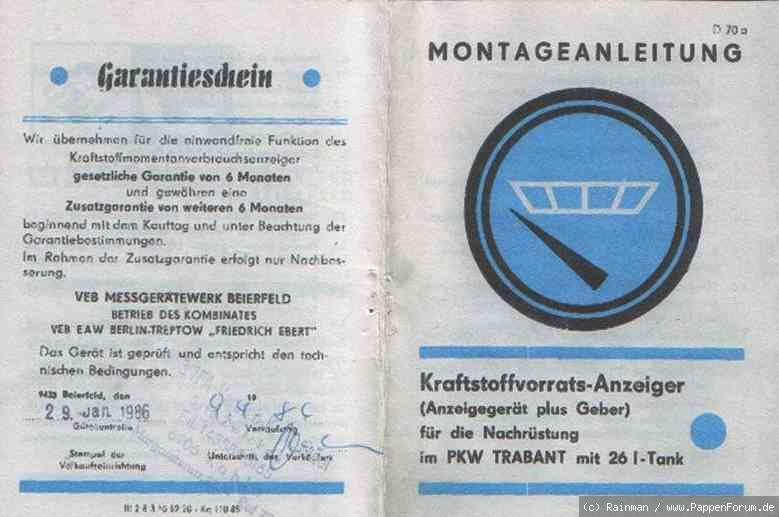 Garantieschein
Wir übernehmen für die einwandfreie Funktion des
Kraftstoffmomentanverbrauchsanzeiger
gesetzliche Garantie von 6 Monaten
und gewähren eine
Zusatzgarantie von weiteren 6 Monaten
beginnend mit dem Kauftag und unter Beachtung der
Garantiebestimmungen.
Im Rahmen der Zusatzgarantie erfolgt nur Nachbes-
serung.
VEB MESSGERÄTEWERK BEIERFELD
BETRIEB DES KOMBINATES
VEB EAW BERLIN-TREPTOW „FRIEDRICH EBERT"
Das Gerät ist geprüft und entspricht den tech-
nischen Bedingungen.
9433 Beierfeld, den 19
29. Jan. 1986
Gütekontrolle Verkaufstag
Stempel der Unterschrift des Verkäufers
Verkaufseinrichtung
D 70 a
MONTAGEANLEITUNG
Kraftstoffvorrats-Anzeiger
(Anzeigegerät plus Geber)
für die Nachrüstung
im PKW TRABANT mit 26 l-Tank
(c) Rainman / www.PappenForum.de